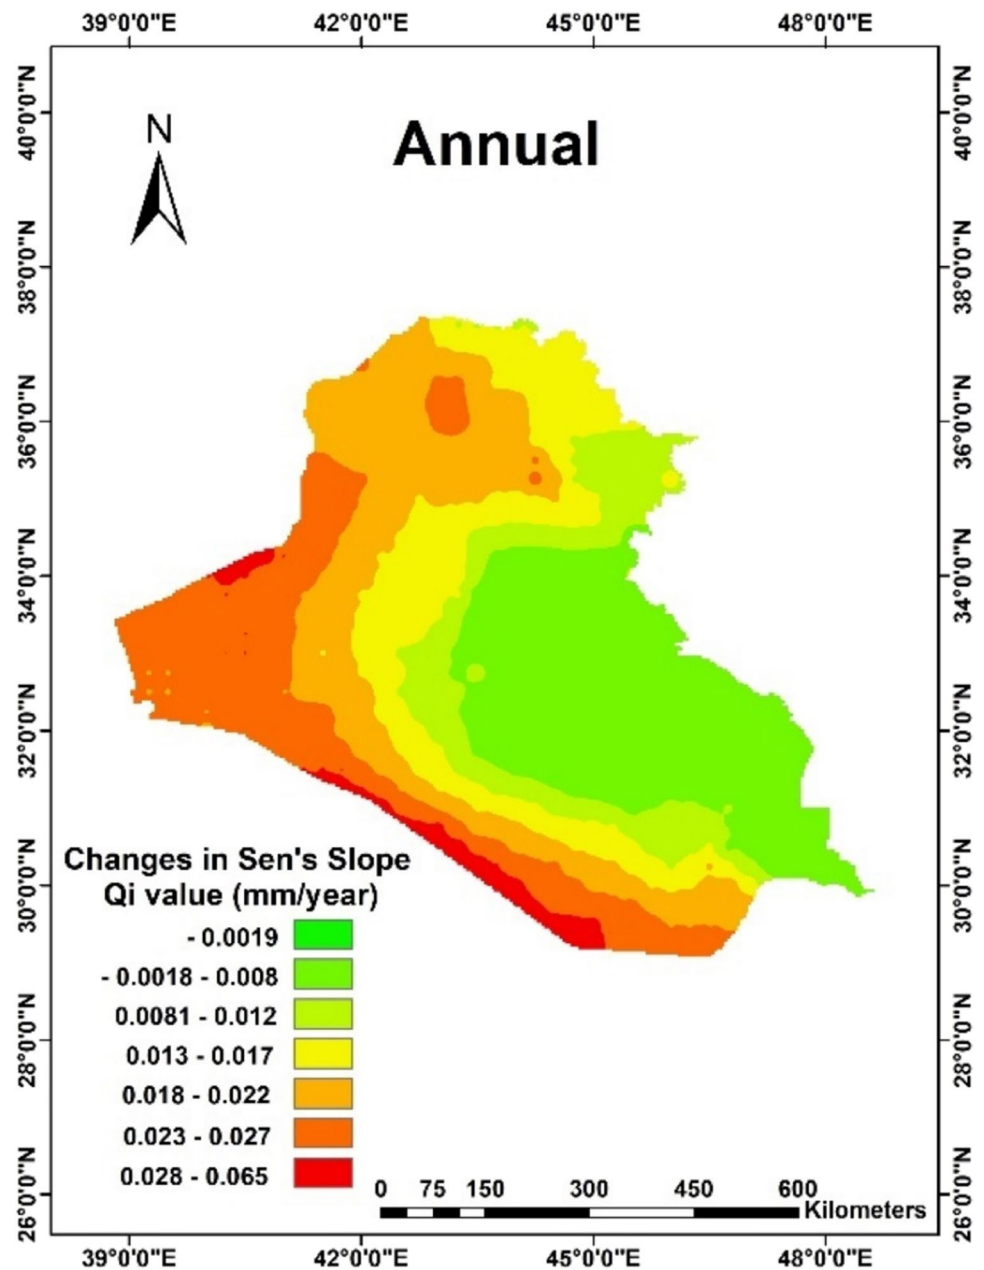 39°0'0"E 42°0'0"E 45°0'0"E 48°0'0"E
40°0'0"N 40°0'0"N
N
Annual
38°0'0"N 38°0'0"N
36°0'0"N 36°0'0"N
34°0'0"N 34°0'0"N
32°0'0"N 32°0'0"N
30°0'0"N 30°0'0"N
Changes in Sen's Slope
Qi value (mm/year)
- 0.0019
- 0.0018 - 0.008
0.0081 - 0.012
0.013 - 0.017
0.018 - 0.022
0.023 - 0.027
0.028 - 0.065
28°0'0"N 28°0'0"N
26°0'0"N 26°0'0"N
0 75 150 300 450 600
Kilometers
39°0'0"E 42°0'0"E 45°0'0"E 48°0'0"E